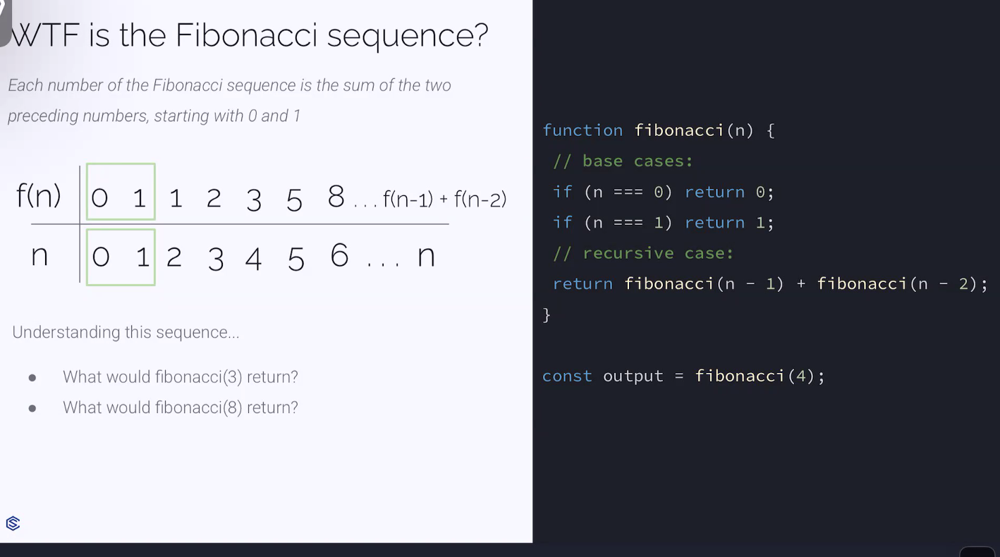 WTF is the Fibonacci sequence?
Each number of the Fibonacci sequence is the sum of the two
preceding numbers, starting with 0 and 1
f(n) 0 1 1 2 3 5 8 ... f(n-1) + f(n-2)
n 0 1 2 3 4 5 6 ... n
Understanding this sequence...
● What would fibonacci(3) return?
● What would fibonacci(8) return?
function fibonacci(n) {
// base cases:
if (n === 0) return 0;
if (n === 1) return 1;
// recursive case:
return fibonacci(n - 1) + fibonacci(n - 2);
}
const output = fibonacci(4);